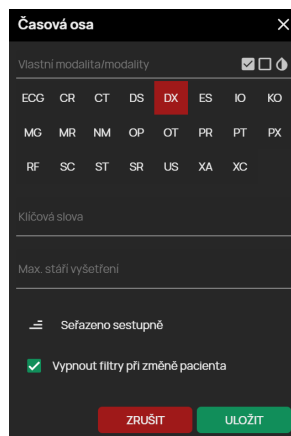 Časová osa
Vlastní modalita/modality
ECG CR CT DS DX ES IO KO
MG MR NM OP OT PR PT PX
RF SC ST SR US XA XC
Klíčová slova
Max. stáří vyšetření
Seřazeno sestupně
Vypnout filtry při změně pacienta
ZRUŠIT ULOŽIT